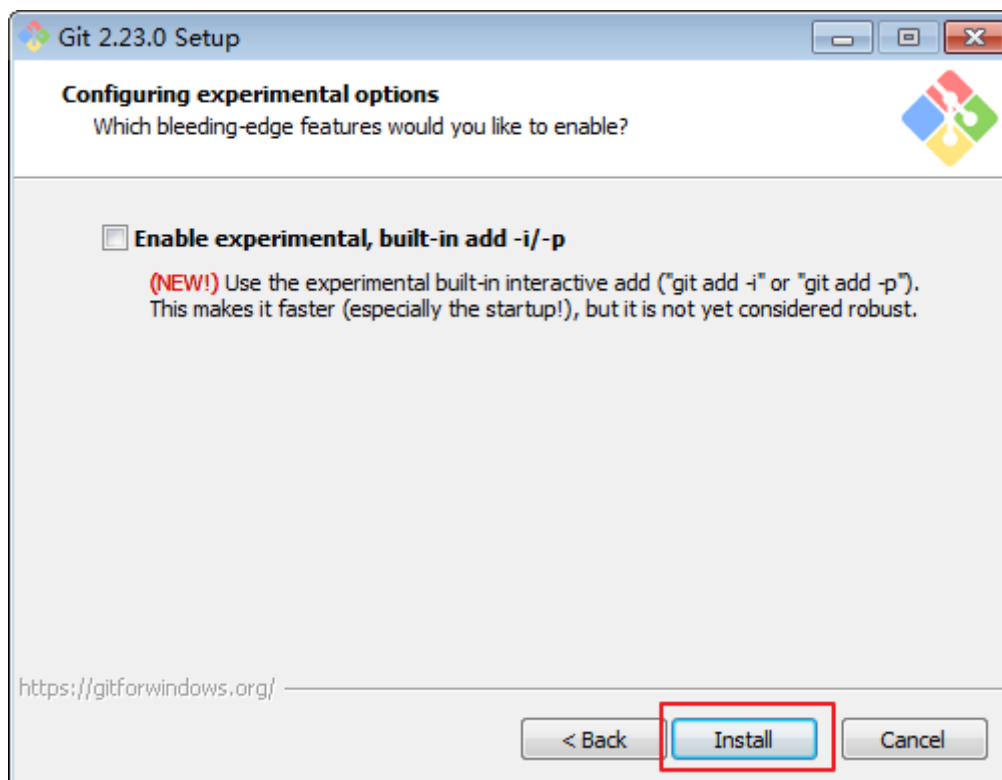 Git 2.23.0 Setup
Configuring experimental options
Which bleeding-edge features would you like to enable?
Enable experimental, built-in add -i/-p
(NEW!) Use the experimental built-in interactive add ("git add -i" or "git add -p").
This makes it faster (especially the startup!), but it is not yet considered robust.
https://gitforwindows.org/
< Back Install Cancel